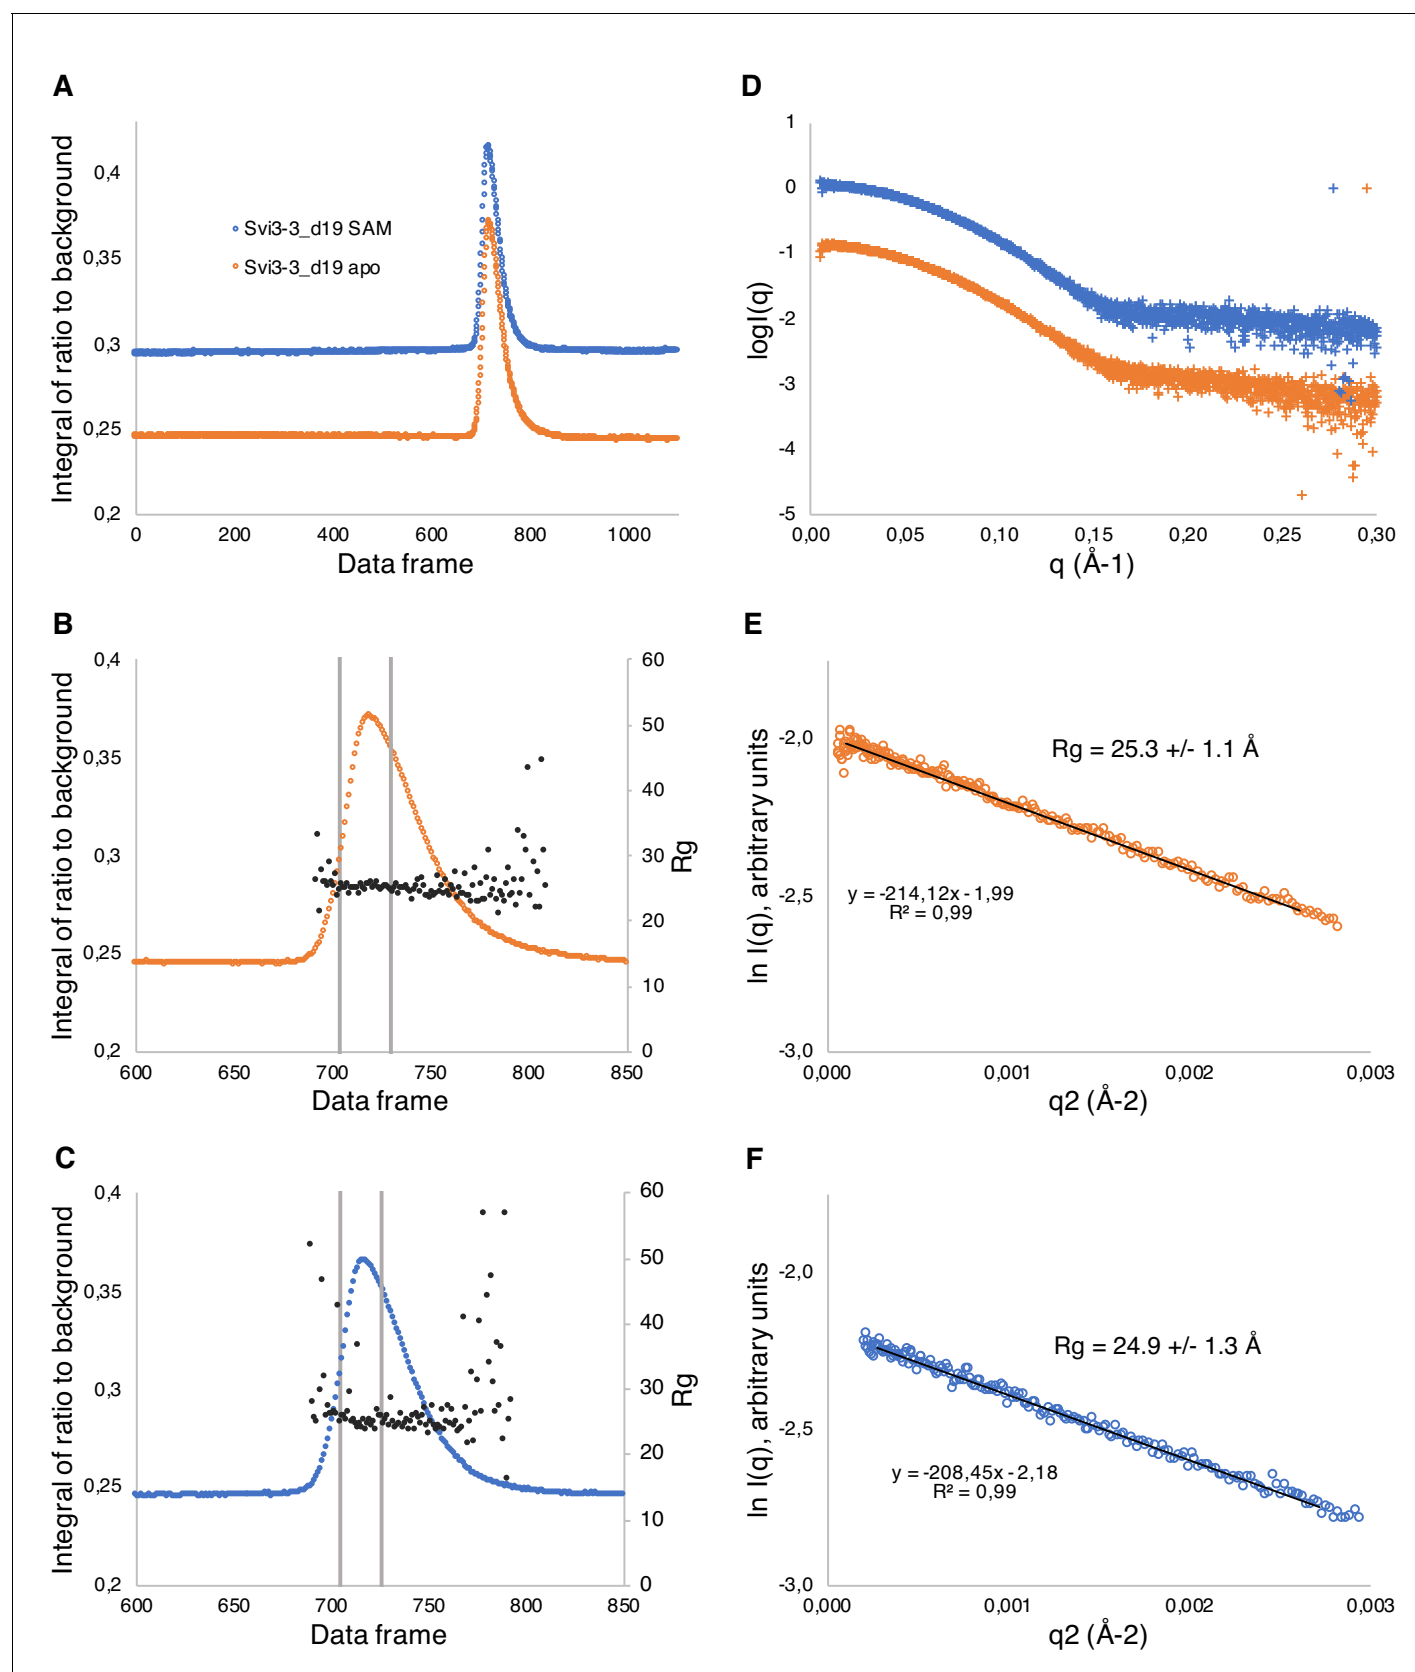 A
Integral of ratio to background
0,4
0,35
0,3
0,25
0,2
Svi3-3_d19 SAM
Svi3-3_d19 apo
0 200 400 600 800 1000
Data frame
D
logI(q)
1
0
-1
-2
-3
-4
-5
0,00 0,05 0,10 0,15 0,20 0,25 0,30
q (Å-1)
B
Integral of ratio to background
0,4
0,35
0,3
0,25
0,2
60
50
40
30
20
10
0
Rg
600 650 700 750 800 850
Data frame
E
ln I(q), arbitrary units
-2,0
-2,5
-3,0
Rg = 25.3 +/- 1.1 Å
y = -214,12x - 1,99
R² = 0,99
0,000 0,001 0,002 0,003
q2 (Å-2)
C
Integral of ratio to background
0,4
0,35
0,3
0,25
0,2
60
50
40
30
20
10
0
Rg
600 650 700 750 800 850
Data frame
F
ln I(q), arbitrary units
-2,0
-2,5
-3,0
Rg = 24.9 +/- 1.3 Å
y = -208,45x - 2,18
R² = 0,99
0,000 0,001 0,002 0,003
q2 (Å-2)